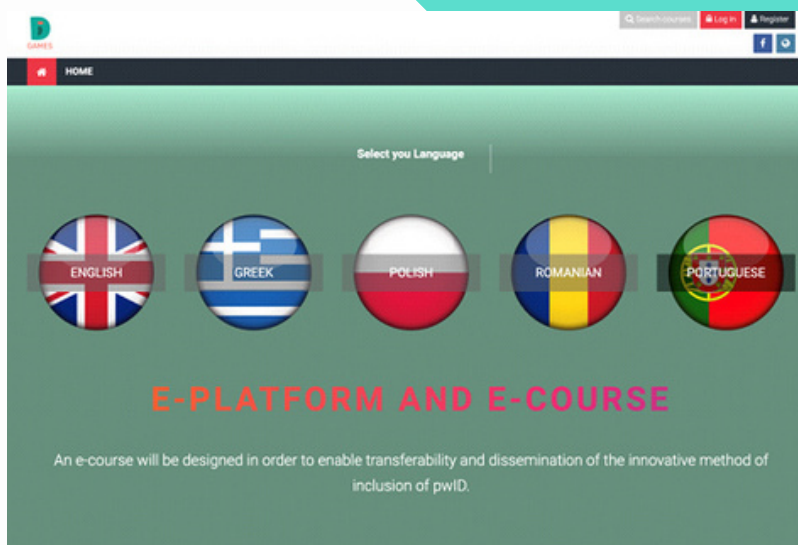 GAMES
Search courses
Log in
Register
HOME
Select you Language
ENGLISH
GREEK
POLISH
ROMANIAN
PORTUGUESE
E-PLATFORM AND E-COURSE
An e-course will be designed in order to enable transferability and dissemination of the innovative method of
inclusion of pwID.